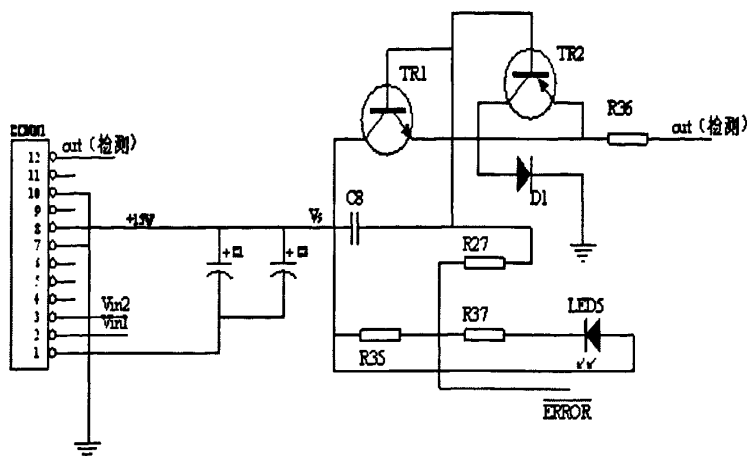 TR1
TR2
R36
out (检测)
out (检测)
12
11
10
9
8
7
6
5
4
3
2
1
+15V
Vs
C8
D1
R27
Vin2
Vin1
R35
R37
LED5
ERROR